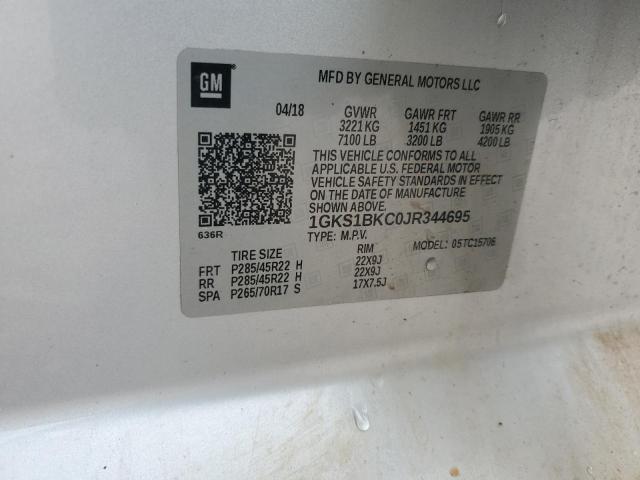 GM
MFD BY GENERAL MOTORS LLC
04/18 GVWR GAWR FRT GAWR RR
3221 KG 1451 KG 1905 KG
7100 LB 3200 LB 4200 LB
THIS VEHICLE CONFORMS TO ALL
APPLICABLE U.S. FEDERAL MOTOR
VEHICLE SAFETY STANDARDS IN EFFECT
ON THE DATE OF MANUFACTURE
SHOWN ABOVE.
636R
1GKS1BKC0JR344695
TYPE: M.P.V. MODEL: 05TC15706
TIRE SIZE RIM
FRT P285/45R22 H 22X9J
RR P285/45R22 H 22X9J
SPA P265/70R17 S 17X7.5J